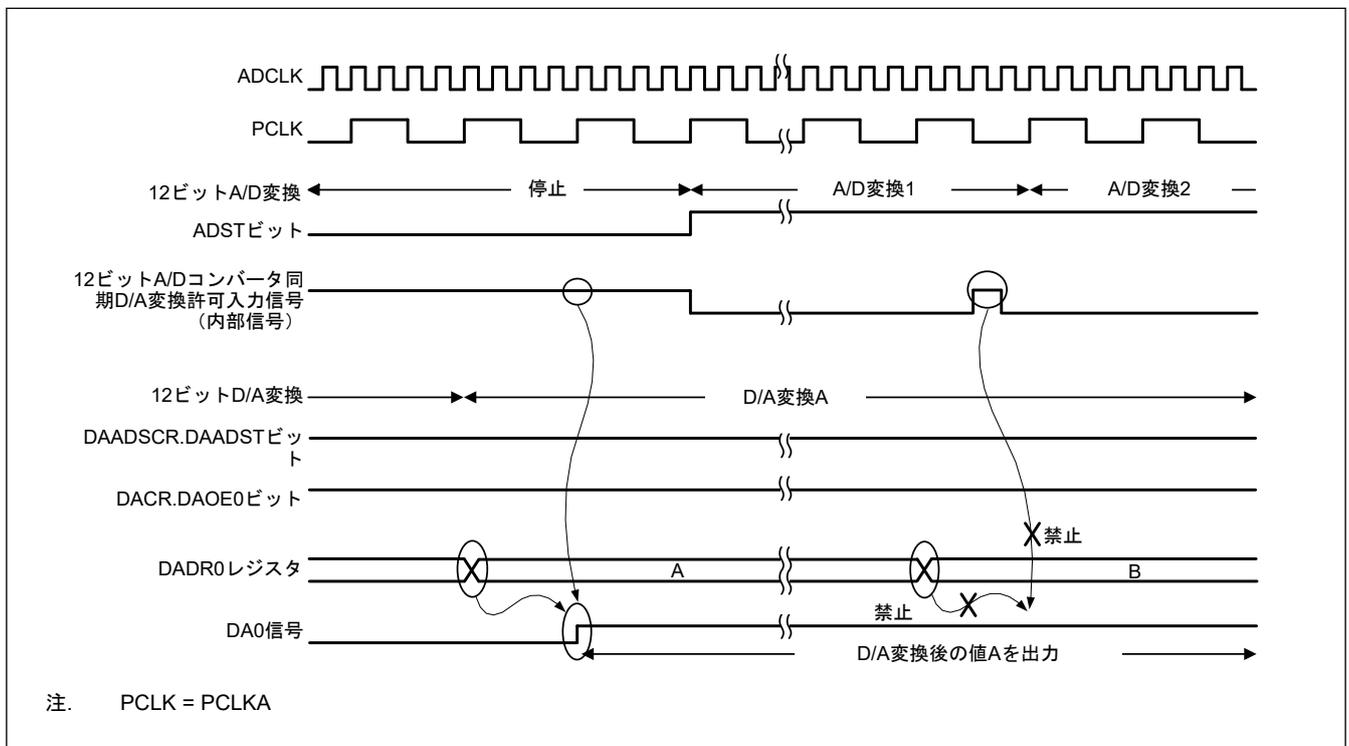 ADCLK
PCLK
12ビットA/D変換
停止
A/D変換1
A/D変換2
ADSTビット
12ビットA/Dコンバータ同
期D/A変換許可入力信号
（内部信号）
12ビットD/A変換
D/A変換A
DAADSCR.DAADSTビッ
ト
DACR.DAOE0ビット
禁止
DADR0レジスタ
A
B
禁止
DA0信号
D/A変換後の値Aを出力
注. PCLK = PCLKA